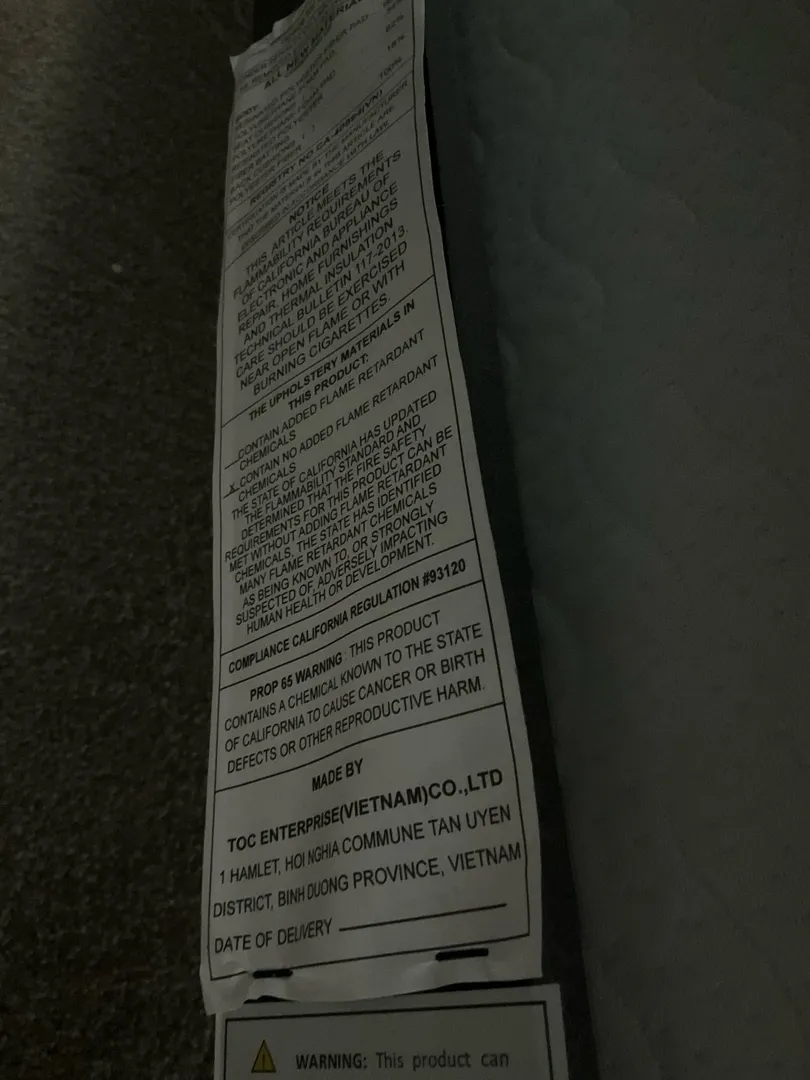 ALL NEW MATERIAL
BODY:
82%
18%
100%
NOTICE
THIS ARTICLE MEETS THE
FLAMMABILITY REQUIREMENTS
OF CALIFORNIA BUREAU OF
ELECTRONIC AND APPLIANCE
REPAIR, HOME FURNISHINGS
AND THERMAL INSULATION
TECHNICAL BULLETIN 117-2013.
CARE SHOULD BE EXERCISED
NEAR OPEN FLAME OR WITH
BURNING CIGARETTES.
THE UPHOLSTERY MATERIALS IN
THIS PRODUCT:
_CONTAIN ADDED FLAME RETARDANT
CHEMICALS
X CONTAIN NO ADDED FLAME RETARDANT
CHEMICALS
THE STATE OF CALIFORNIA HAS UPDATED
THE FLAMMABILITY STANDARD AND
DETERMINED THAT THE FIRE SAFETY
REQUIREMENTS FOR THIS PRODUCT CAN BE
MET WITHOUT ADDING FLAME RETARDANT
CHEMICALS. THE STATE HAS IDENTIFIED
MANY FLAME RETARDANT CHEMICALS
AS BEING KNOWN TO, OR STRONGLY
SUSPECTED OF, ADVERSELY IMPACTING
HUMAN HEALTH OR DEVELOPMENT.
COMPLIANCE CALIFORNIA REGULATION #93120
PROP 65 WARNING: THIS PRODUCT
CONTAINS A CHEMICAL KNOWN TO THE STATE
OF CALIFORNIA TO CAUSE CANCER OR BIRTH
DEFECTS OR OTHER REPRODUCTIVE HARM.
MADE BY
TOC ENTERPRISE(VIETNAM)CO.,LTD
1 HAMLET, HOI NGHIA COMMUNE TAN UYEN
DISTRICT, BINH DUONG PROVINCE, VIETNAM
DATE OF DELIVERY
WARNING: This product can